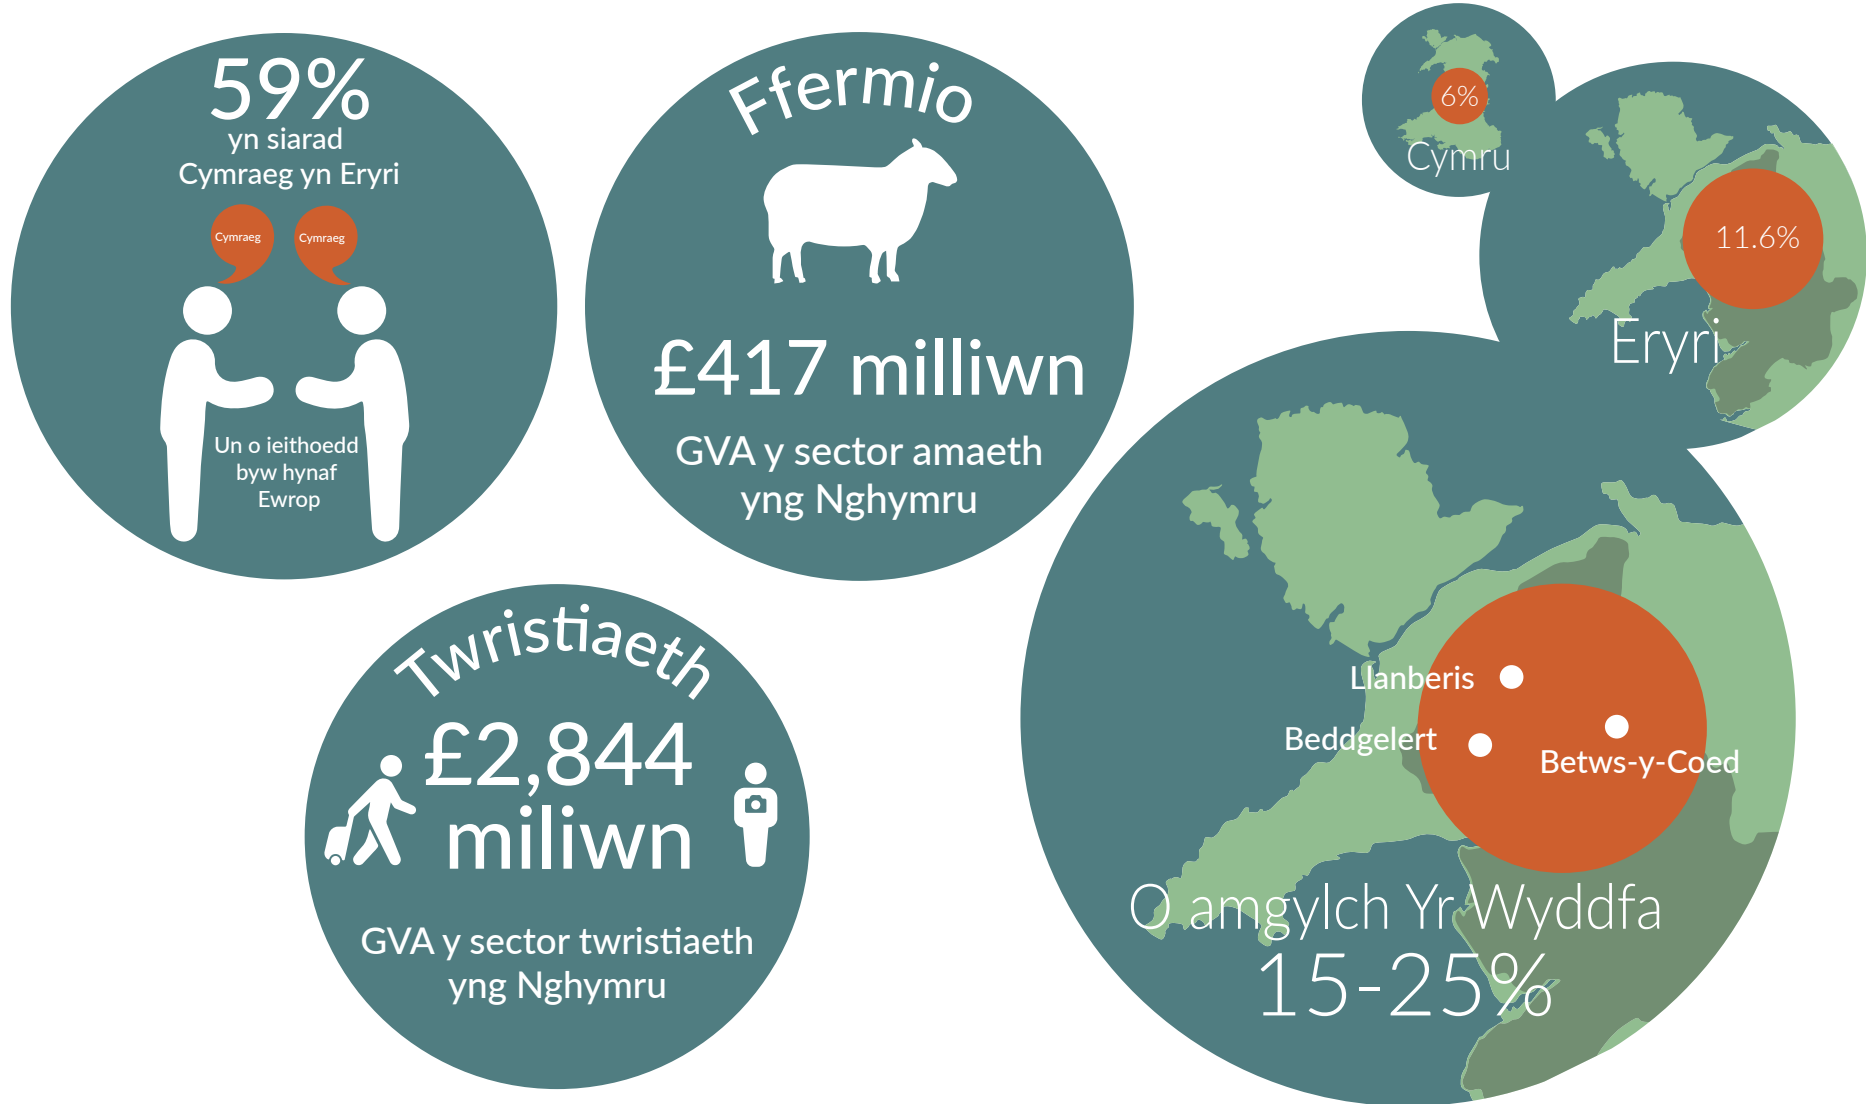 59%
yn siarad
Cymraeg yn Eryri
Cymraeg
Cymraeg
Un o ieithoedd
byw hynaf
Ewrop
Ffermio
£417 milliwn
GVA y sector amaeth
yng Nghymru
Twristiaeth
£2,844
miliwn
GVA y sector twristiaeth
yng Nghymru
6%
Cymru
11.6%
Eryri
Llanberis
Beddgelert
Betws-y-Coed
O amgylch Yr Wyddfa
15-25%